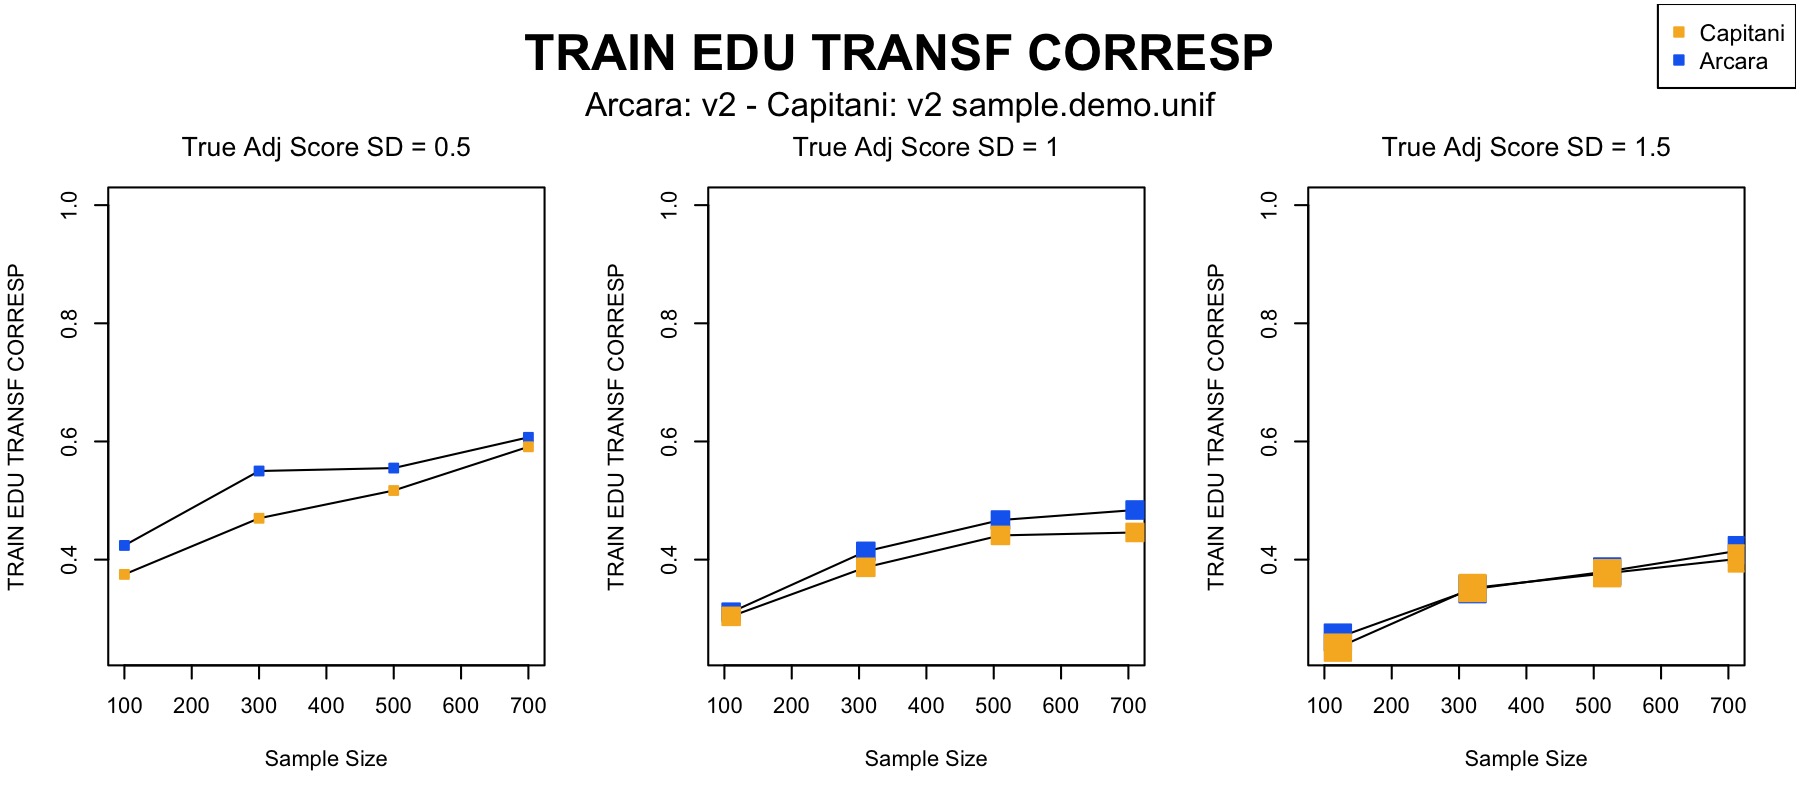 TRAIN EDU TRANSF CORRESP
Arcara: v2 - Capitani: v2 sample.demo.unif
Capitani
Arcara
True Adj Score SD = 0.5
TRAIN EDU TRANSF CORRESP
1.0
0.8
0.6
0.4
100 200 300 400 500 600 700
Sample Size
True Adj Score SD = 1
TRAIN EDU TRANSF CORRESP
1.0
0.8
0.6
0.4
100 200 300 400 500 600 700
Sample Size
True Adj Score SD = 1.5
TRAIN EDU TRANSF CORRESP
1.0
0.8
0.6
0.4
100 200 300 400 500 600 700
Sample Size